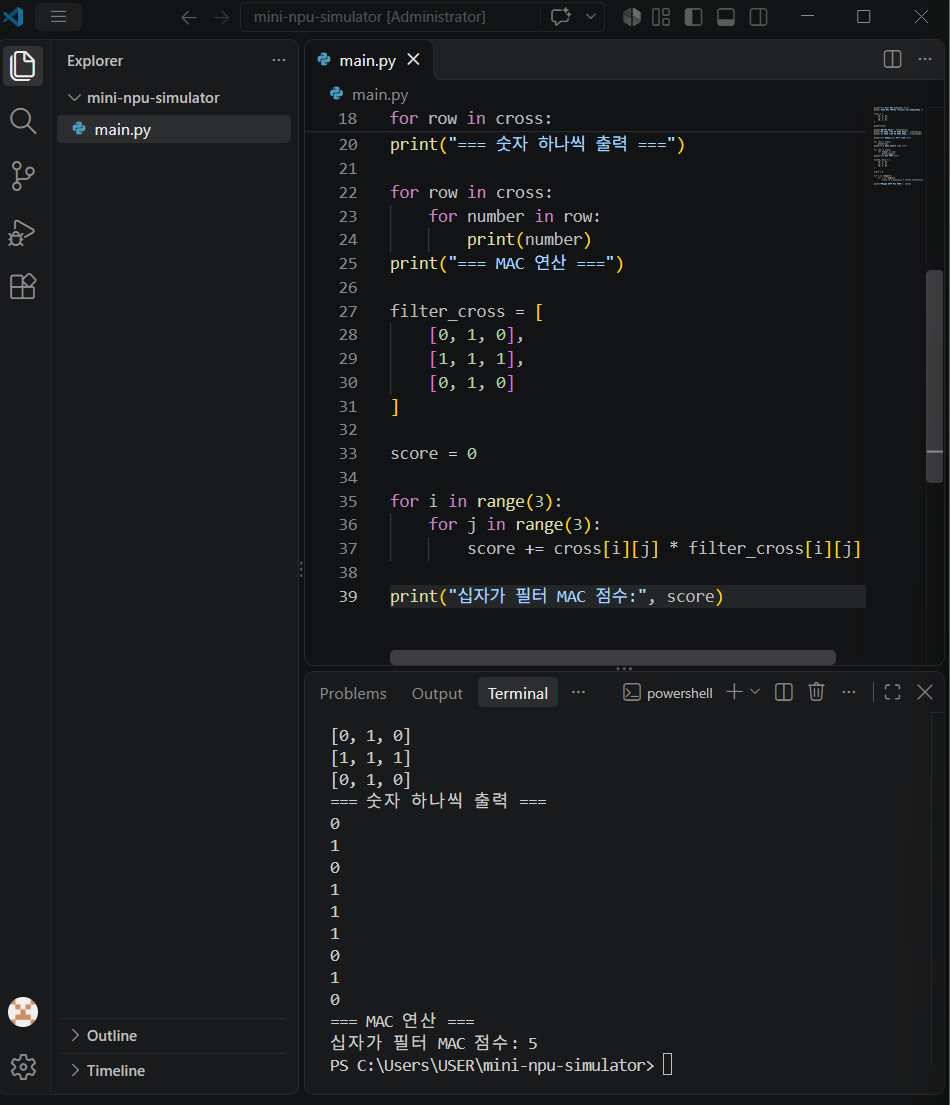 mini-npu-simulator [Administrator]
Explorer
mini-npu-simulator
main.py
Outline
Timeline
main.py
main.py
18 for row in cross:
20 print("=== 숫자 하나씩 출력 ===")
21
22 for row in cross:
23 for number in row:
24 print(number)
25 print("=== MAC 연산 ===")
26
27 filter_cross = [
28 [0, 1, 0],
29 [1, 1, 1],
30 [0, 1, 0]
31 ]
32
33 score = 0
34
35 for i in range(3):
36 for j in range(3):
37 score += cross[i][j] * filter_cross[i][j]
38
39 print("십자가 필터 MAC 점수:", score)
Problems Output Terminal powershell
[0, 1, 0]
[1, 1, 1]
[0, 1, 0]
=== 숫자 하나씩 출력 ===
0
1
0
1
1
1
0
1
0
=== MAC 연산 ===
십자가 필터 MAC 점수: 5
PS C:\Users\USER\mini-npu-simulator>